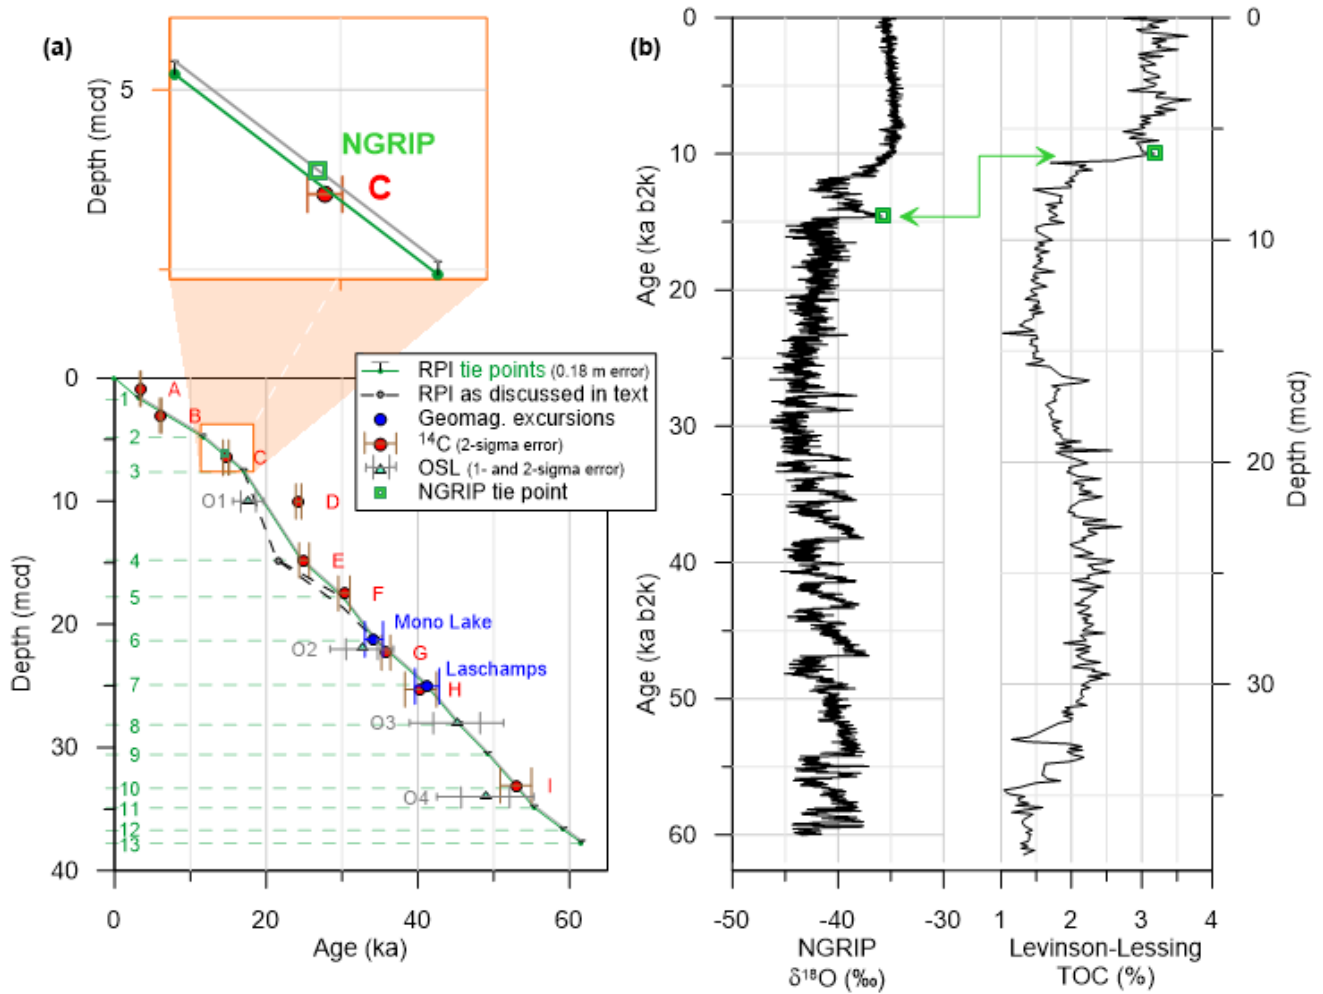 (a)
5
Depth (mcd)
NGRIP
C
RPI tie points (0.18 m error)
RPI as discussed in text
Geomag. excursions
14C (2-sigma error)
OSL (1- and 2-sigma error)
NGRIP tie point
0
10
20
30
40
Depth (mcd)
1
2
3
4
5
6
7
8
9
10
11
12
13
A
B
C
O1
D
E
F
Mono Lake
O2
G
Laschamps
H
O3
I
O4
0
20
40
60
Age (ka)
(b)
0
10
20
30
40
50
60
Age (ka b2k)
Age (ka b2k)
0
10
20
30
Depth (mcd)
-50
-40
-30
NGRIP
δ¹⁸O (‰)
1
2
3
4
Levinson-Lessing
TOC (%)